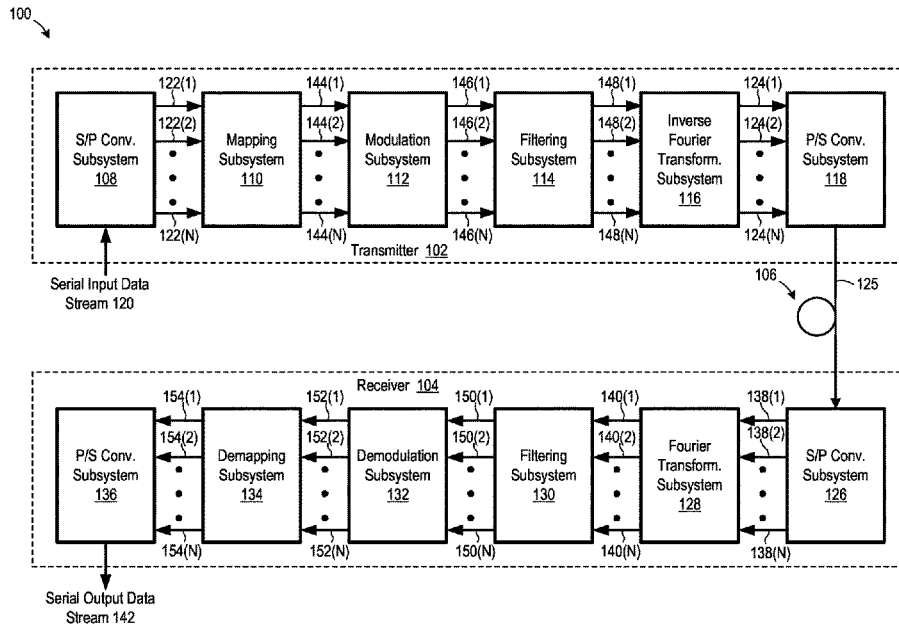 100
122(1)
144(1)
146(1)
148(1)
124(1)
122(2)
144(2)
146(2)
148(2)
124(2)
S/P Conv.
Subsystem
108
Mapping
Subsystem
110
Modulation
Subsystem
112
Filtering
Subsystem
114
Inverse
Fourier
Transform.
Subsystem
116
P/S Conv.
Subsystem
118
122(N)
144(N)
146(N)
148(N)
124(N)
Transmitter 102
Serial Input Data
Stream 120
106
125
Receiver 104
154(1)
152(1)
150(1)
140(1)
138(1)
154(2)
152(2)
150(2)
140(2)
138(2)
P/S Conv.
Subsystem
136
Demapping
Subsystem
134
Demodulation
Subsystem
132
Filtering
Subsystem
130
Fourier
Transform.
Subsystem
128
S/P Conv.
Subsystem
126
154(N)
152(N)
150(N)
140(N)
138(N)
Serial Output Data
Stream 142